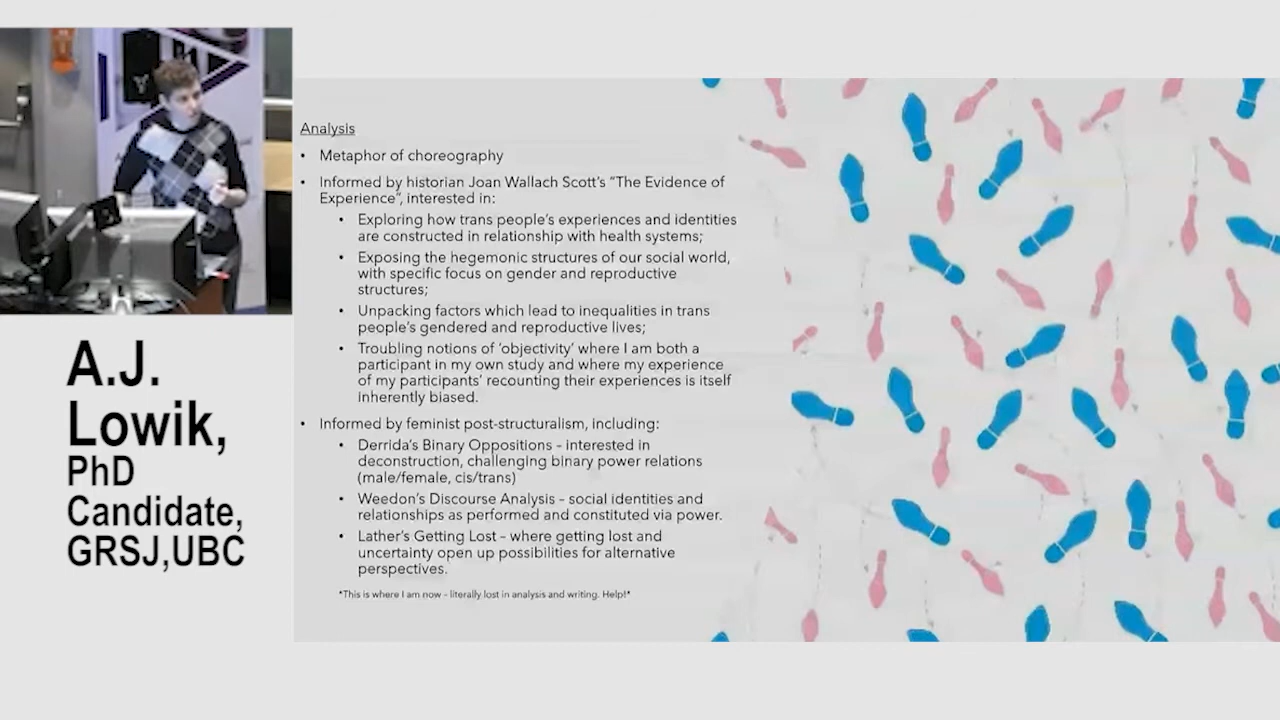 A.J.
Lowik,
PhD
Candidate,
GRSJ,UBC
Analysis
• Metaphor of choreography
• Informed by historian Joan Wallach Scott's "The Evidence of
Experience", interested in:
• Exploring how trans people's experiences and identities
are constructed in relationship with health systems;
• Exposing the hegemonic structures of our social world,
with specific focus on gender and reproductive
structures;
• Unpacking factors which lead to inequalities in trans
people's gendered and reproductive lives;
• Troubling notions of 'objectivity' where I am both a
participant in my own study and where my experience
of my participants' recounting their experiences is itself
inherently biased.
• Informed by feminist post-structuralism, including:
• Derrida's Binary Oppositions – interested in
deconstruction, challenging binary power relations
(male/female, cis/trans)
• Weedon's Discourse Analysis – social identities and
relationships as performed and constituted via power.
• Lather's Getting Lost – where getting lost and
uncertainty open up possibilities for alternative
perspectives.
*This is where I am now – literally lost in analysis and writing. Help!*